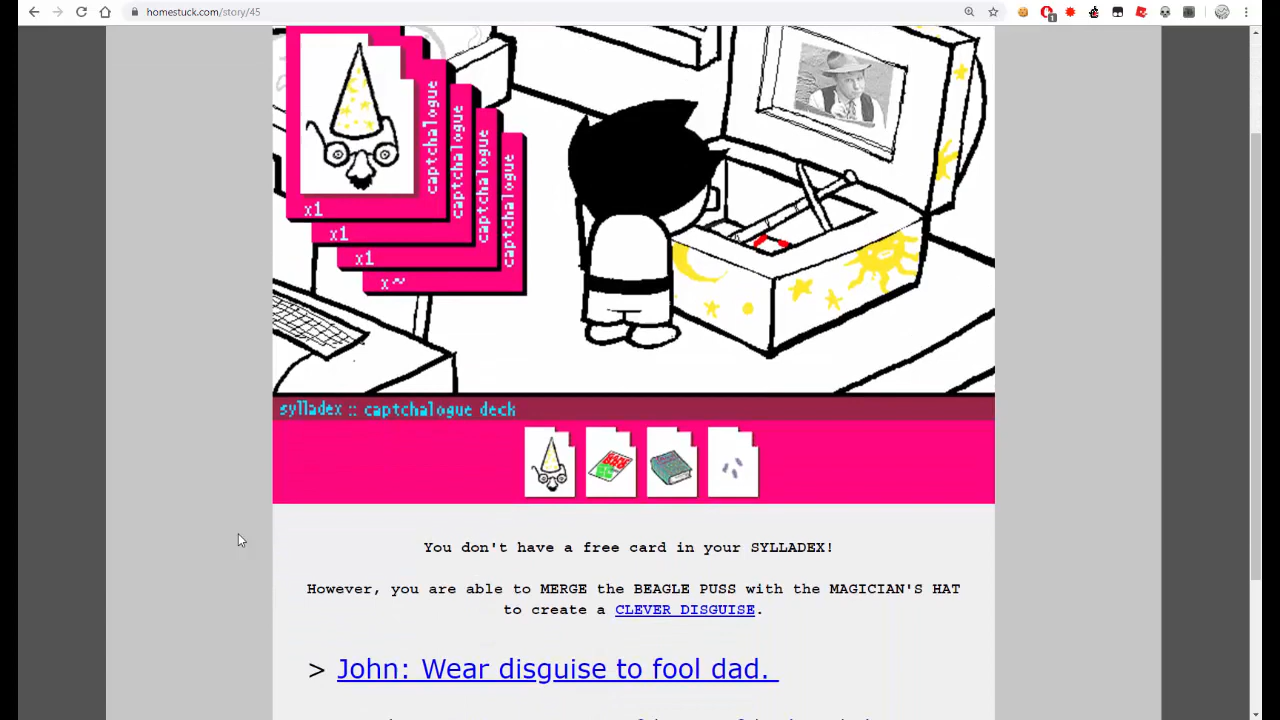 homestuck.com/story/45
1
captchalogue
captchalogue
captchalogue
captchalogue
x1
x1
x1
x~
sylladex :: captchalogue deck
You don't have a free card in your SYLLADEX!
However, you are able to MERGE the BEAGLE PUSS with the MAGICIAN'S HAT
to create a CLEVER DISGUISE.
> John: Wear disguise to fool dad.